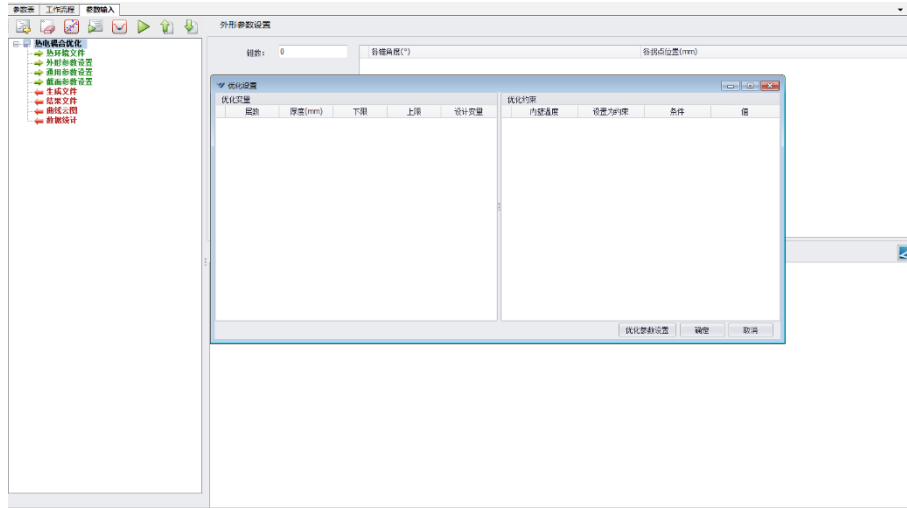 参数表 工作流程 参数输入
外形参数设置
热电耦合优化
热环境文件
外形参数设置
通用参数设置
截面参数设置
生成文件
结果文件
曲线云图
数据统计
锥数: 0
各锥角度(°) 各拐点位置(mm)
优化设置
优化变量 优化约束
层数 厚度(mm) 下限 上限 设计变量 内壁温度 设置为约束 条件 值
优化参数设置 确定 取消